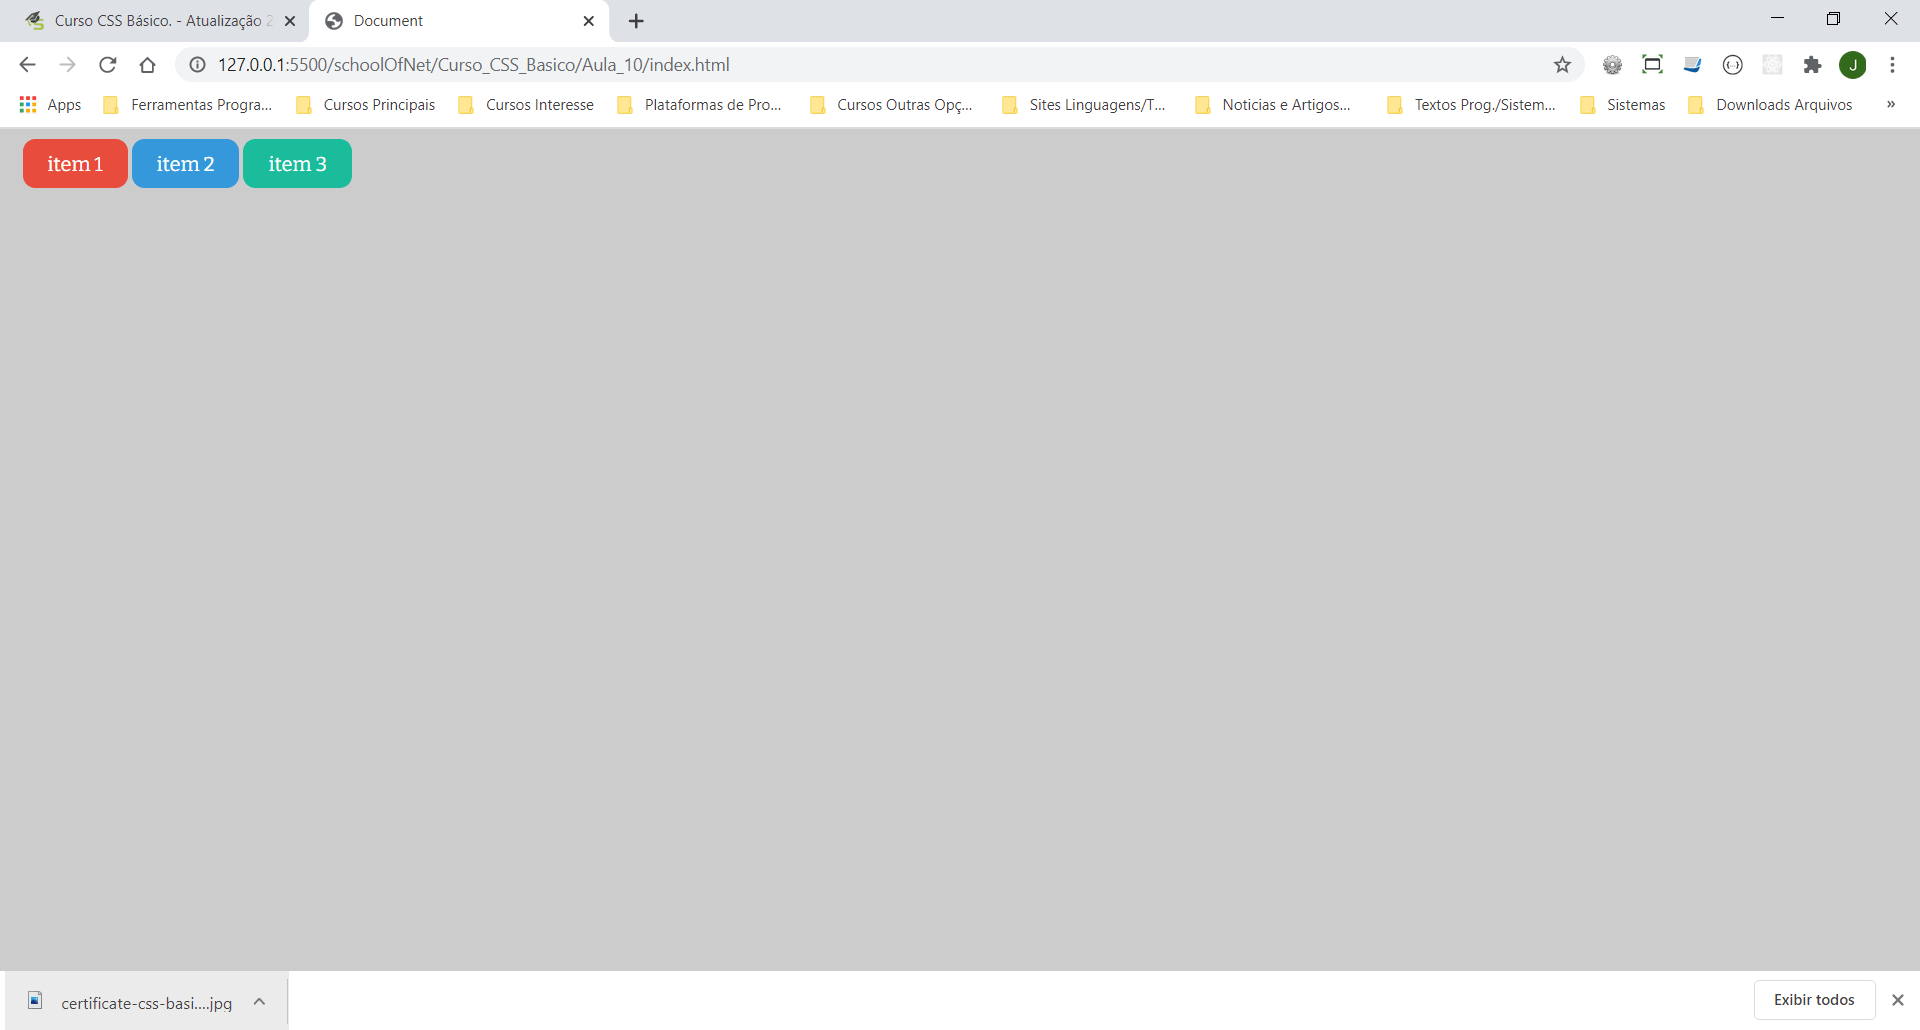 Curso CSS Básico. - Atualização 2
Document
127.0.0.1:5500/schoolOfNet/Curso_CSS_Basico/Aula_10/index.html
J
Apps Ferramentas Progra... Cursos Principais Cursos Interesse Plataformas de Pro... Cursos Outras Opç... Sites Linguagens/T... Noticias e Artigos... Textos Prog./Sistem... Sistemas Downloads Arquivos »
item 1 item 2 item 3
certificate-css-basi....jpg
Exibir todos